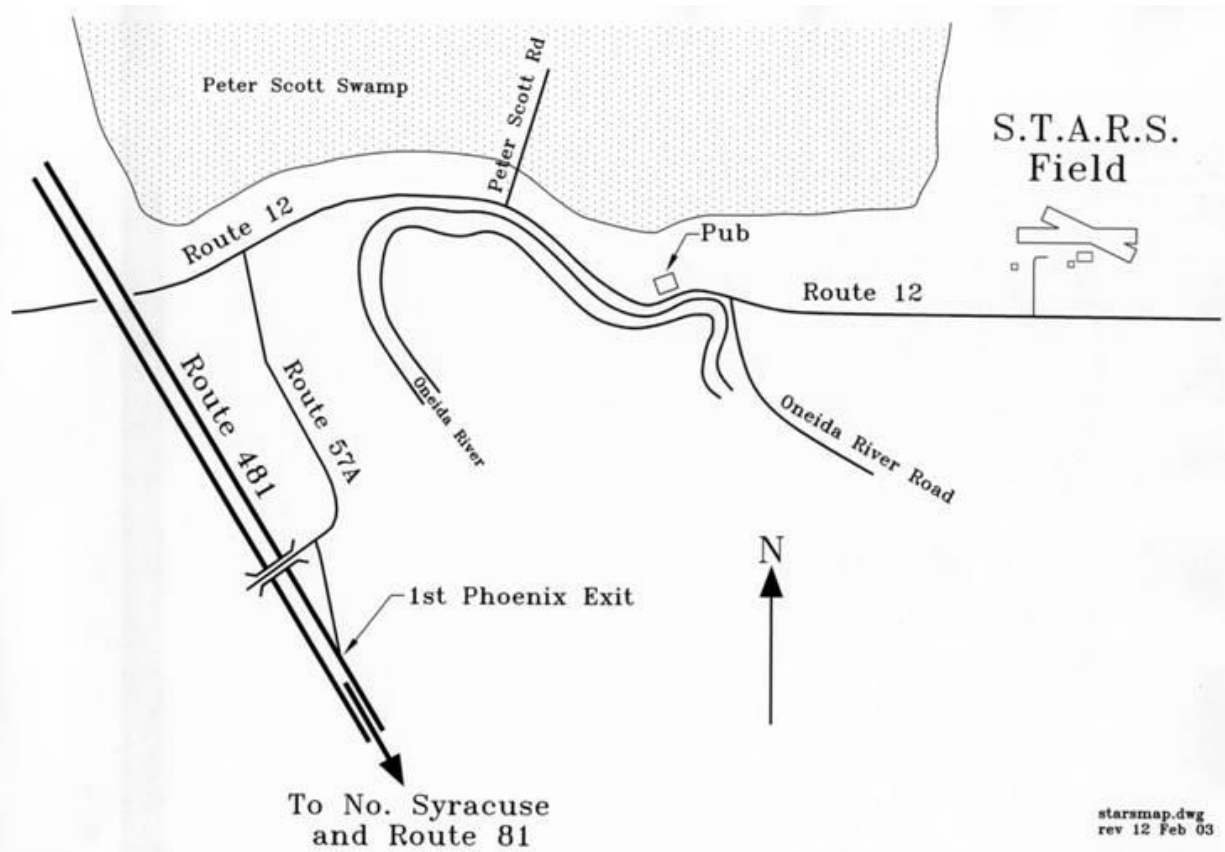 Peter Scott Swamp
Peter Scott Rd
S.T.A.R.S.
Field
Route 12
Pub
Route 12
Route 481
Route 57A
Oneida River
Oneida River Road
N
1st Phoenix Exit
To No. Syracuse
and Route 81
starsmap.dwg
rev 12 Feb 03